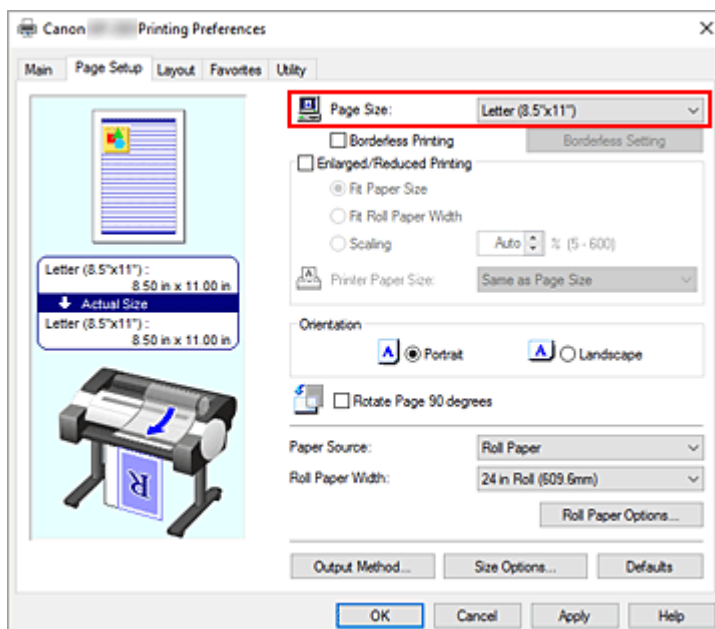 Canon Printing Preferences
Main Page Setup Layout Favorites Utility
Page Size: Letter (8.5"x11")
Borderless Printing Borderless Setting
Enlarged/Reduced Printing
Fit Paper Size
Fit Roll Paper Width
Scaling Auto % (5 - 600)
Printer Paper Size: Same as Page Size
Letter (8.5"x11") :
8.50 in x 11.00 in
Actual Size
Letter (8.5"x11") :
8.50 in x 11.00 in
Orientation
A Portrait A Landscape
Rotate Page 90 degrees
R
Paper Source: Roll Paper
Roll Paper Width: 24 in Roll (609.6mm)
Roll Paper Options...
Output Method... Size Options... Defaults
OK Cancel Apply Help